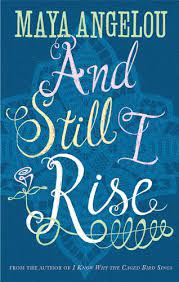 MAYA ANGELOU
And
Still I
Rise
FROM THE AUTHOR OF I KNOW WHY THE CAGED BIRD SINGS